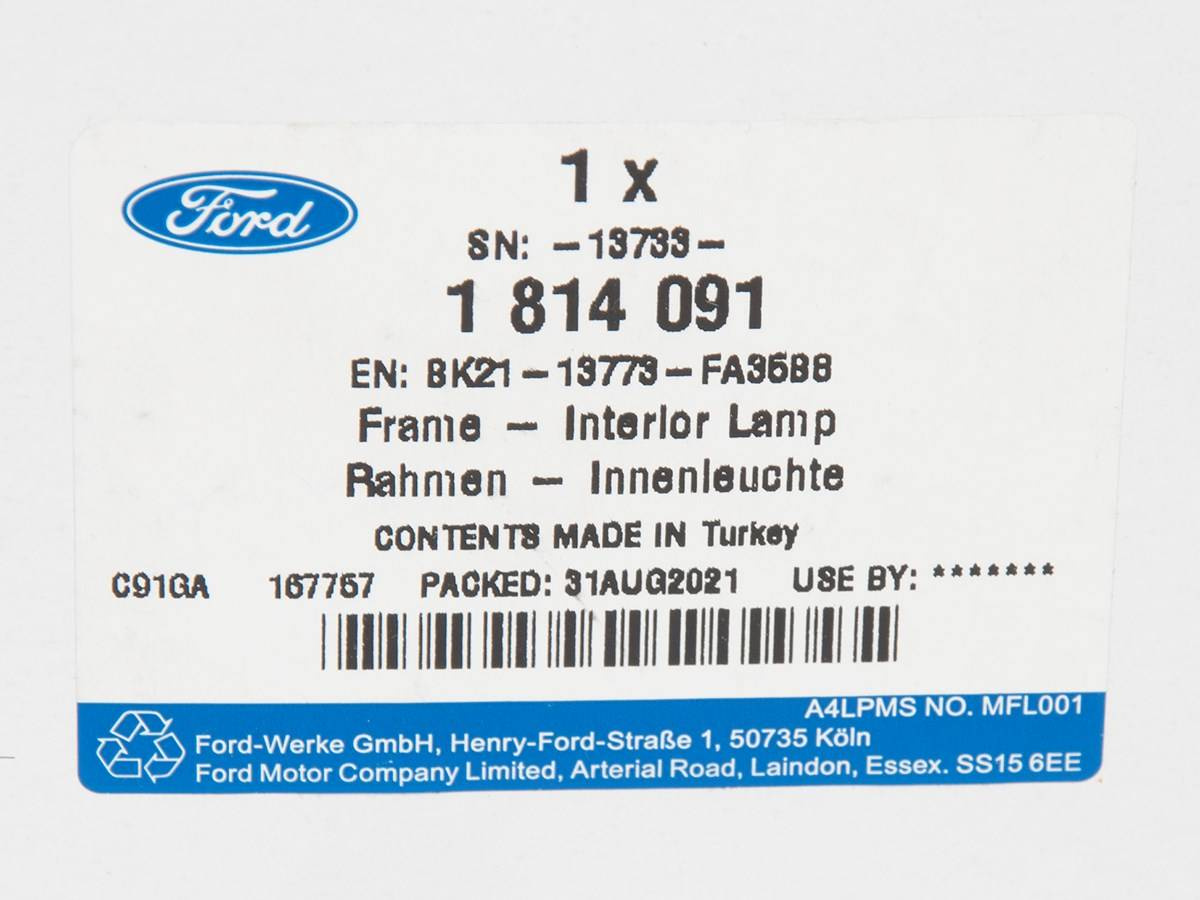 Ford
1 x
SN: -13733-
1 814 091
EN: BK21-13773-FA35B8
Frame - Interior Lamp
Rahmen - Innenleuchte
CONTENTS MADE IN Turkey
C91GA 167757 PACKED: 31AUG2021 USE BY: *******
A4LPMS NO. MFL001
Ford-Werke GmbH, Henry-Ford-Straße 1, 50735 Köln
Ford Motor Company Limited, Arterial Road, Laindon, Essex. SS15 6EE